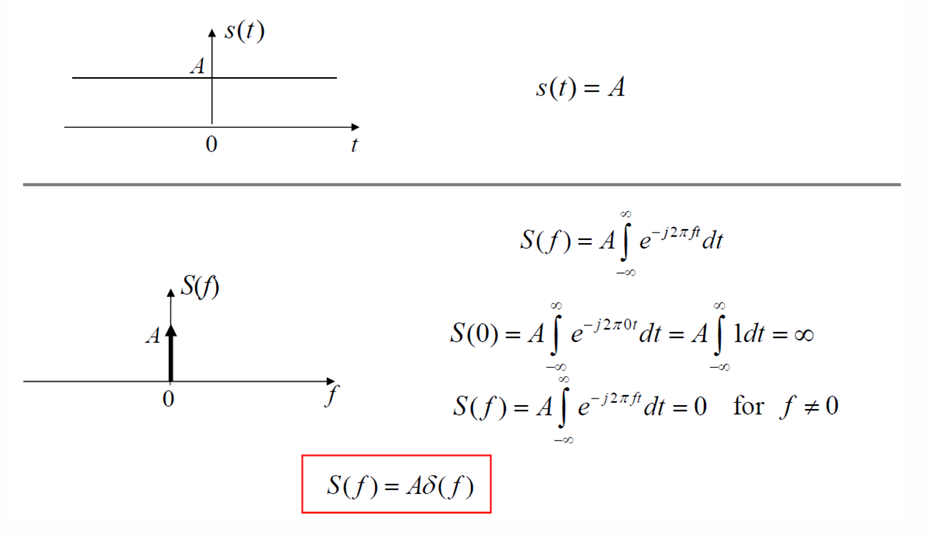 s(t)
A
0
t
s(t) = A
S(f) = A ∫_{-∞}^{∞} e^{-j2πft} dt
S(f)
A
0
f
S(0) = A ∫_{-∞}^{∞} e^{-j2π0t} dt = A ∫_{-∞}^{∞} 1dt = ∞
S(f) = A ∫_{-∞}^{∞} e^{-j2πft} dt = 0 for f ≠ 0
S(f) = Aδ(f)